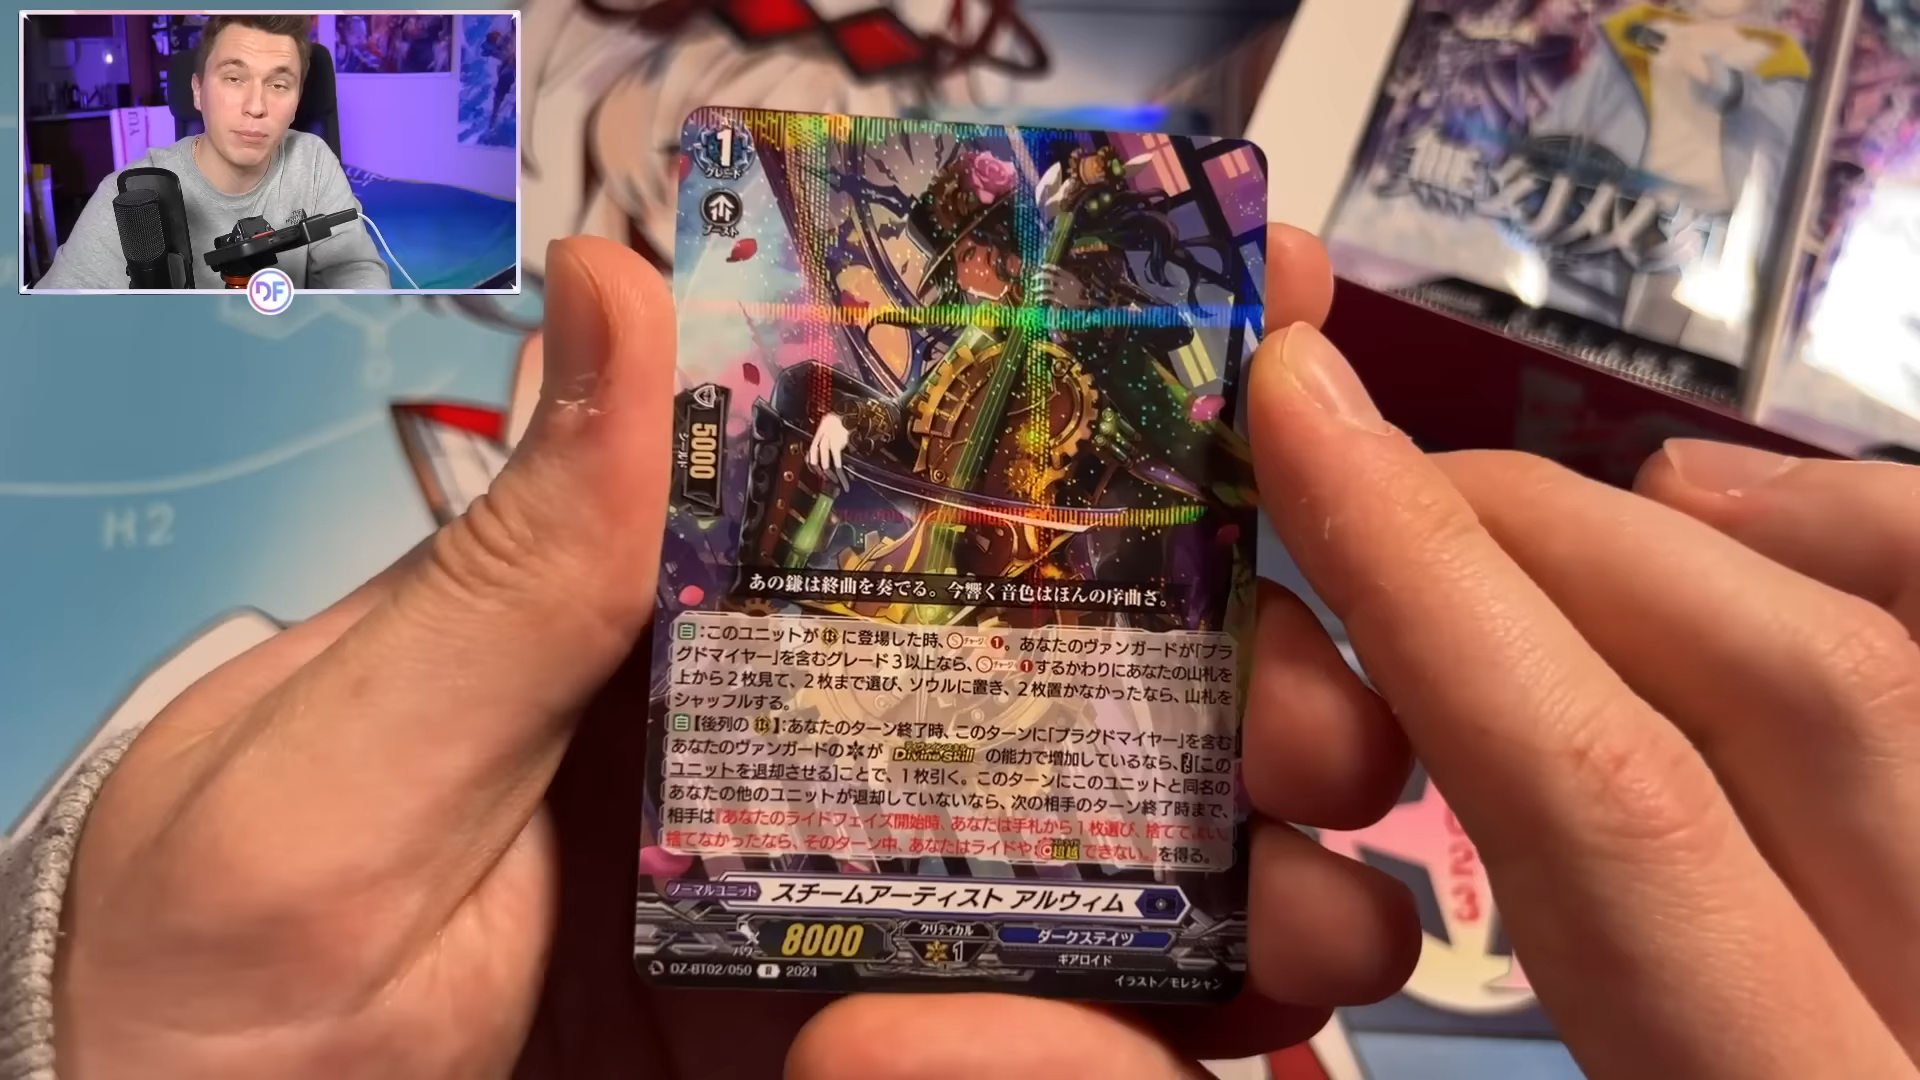 DF
H2
1
グレード
ブースト
5000
シールド
あの鎌は終曲を奏でる。今響く音色はほんの序曲さ。
自:このユニットがRに登場した時、Sチャージ1。あなたのヴァンガードが「ブラ
グドマイヤー」を含むグレード3以上なら、Sチャージ1するかわりにあなたの山札を
上から2枚見て、2枚まで選び、ソウルに置き、2枚置かなかったなら、山札を
シャッフルする。
自【後列のR】:あなたのターン終了時、このターンに「ブラグドマイヤー」を含む
あなたのヴァンガードの☆が Divine Skill の能力で増加しているなら、[この
ユニットを退却させる]ことで、1枚引く。このターンにこのユニットと同名の
あなたの他のユニットが退却していないなら、次の相手のターン終了時まで、
相手は『あなたのライドフェイズ開始時、あなたは手札から1枚選び、捨ててよい。
捨てなかったなら、そのターン中、あなたはライドや超越できない。』を得る。
ノーマルユニット
スチームアーティスト アルウィム
パワー
8000
クリティカル
1
ダークステイツ
ギアロイド
DZ-BT02/050 R 2024
イラスト/モレシャン